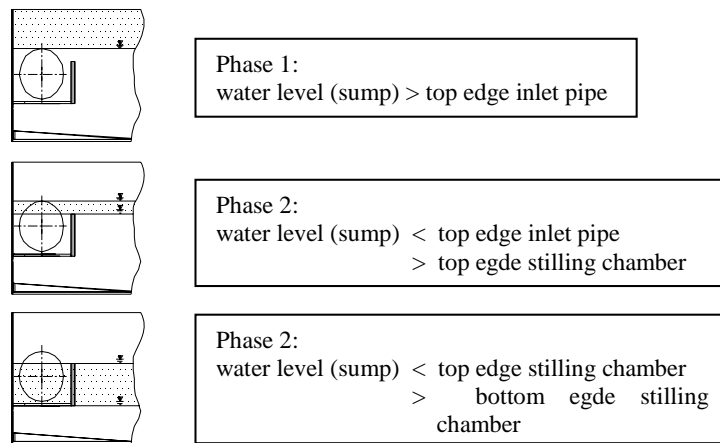 Phase 1:
water level (sump) > top edge inlet pipe
Phase 2:
water level (sump) < top edge inlet pipe
> top egde stilling chamber
Phase 2:
water level (sump) < top edge stilling chamber
> bottom egde stilling
chamber